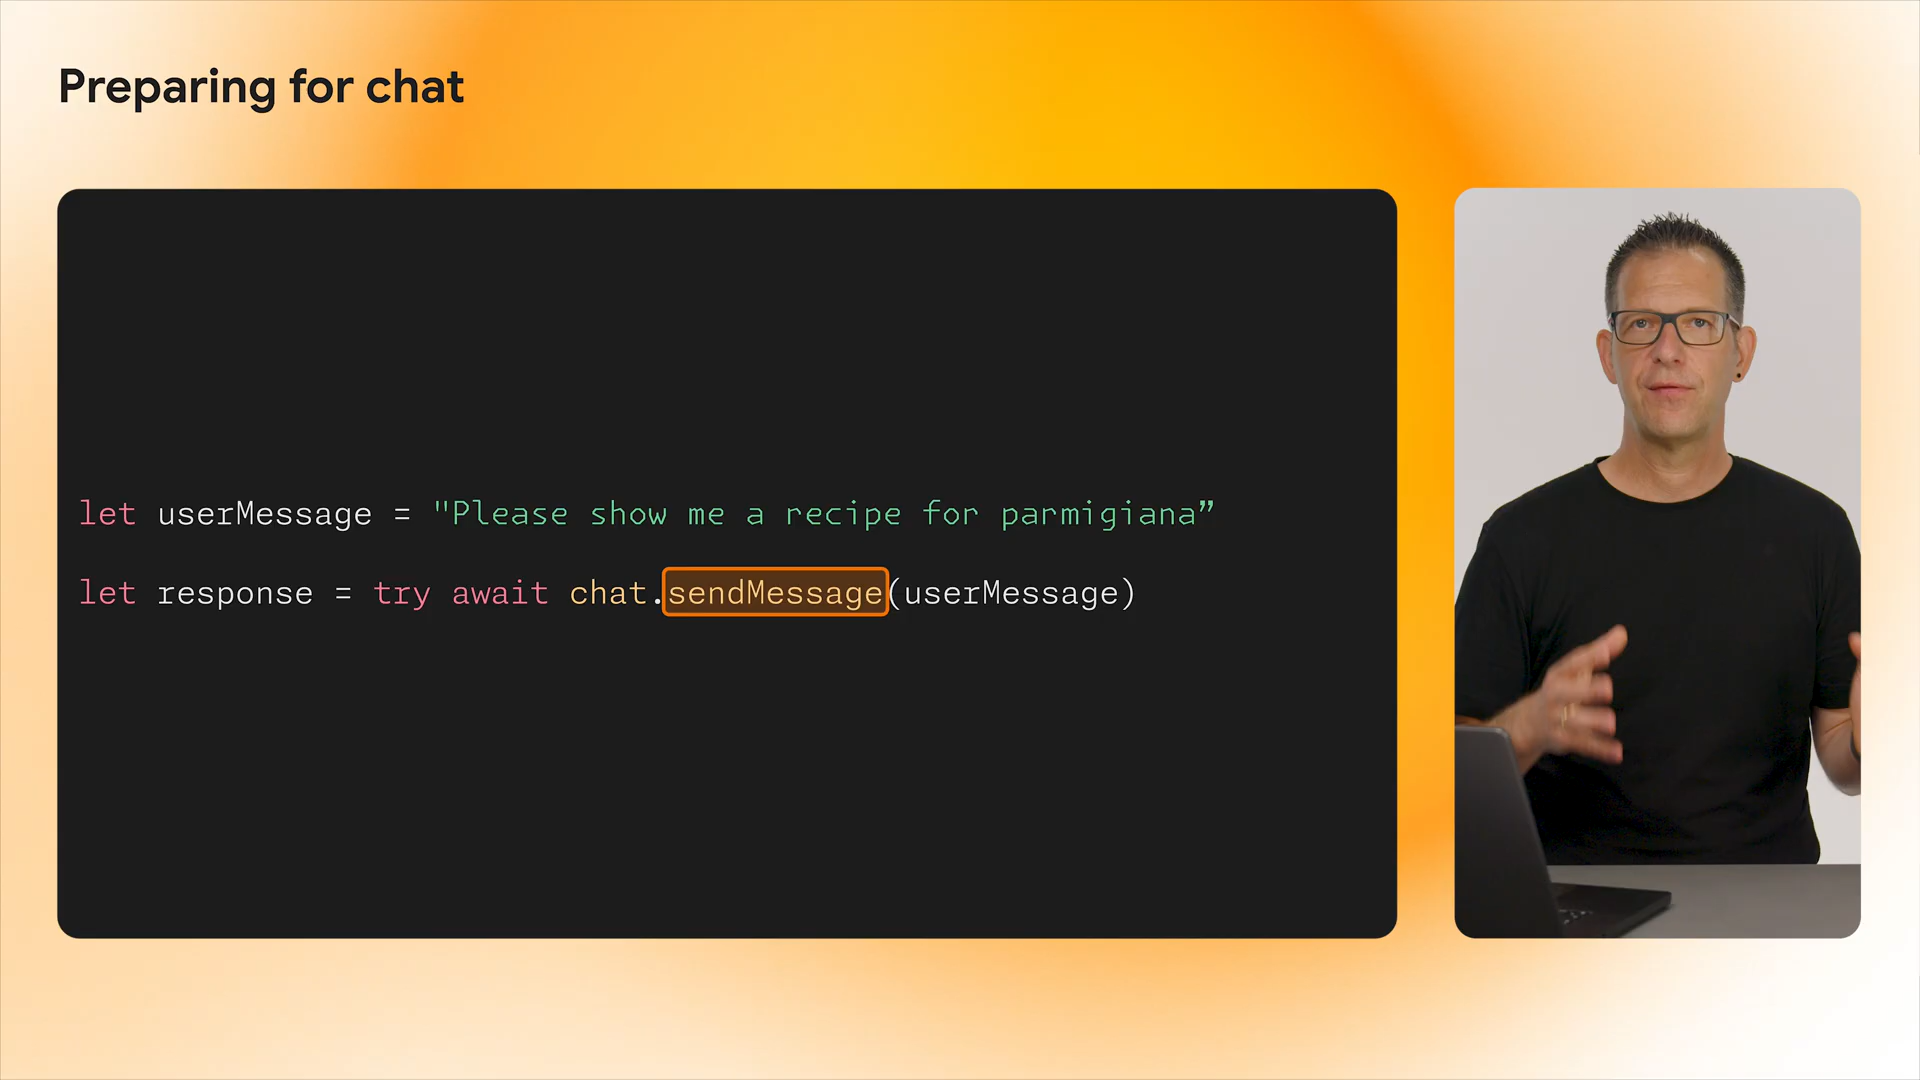 Preparing for chat
let userMessage = "Please show me a recipe for parmigiana”
let response = try await chat.sendMessage(userMessage)